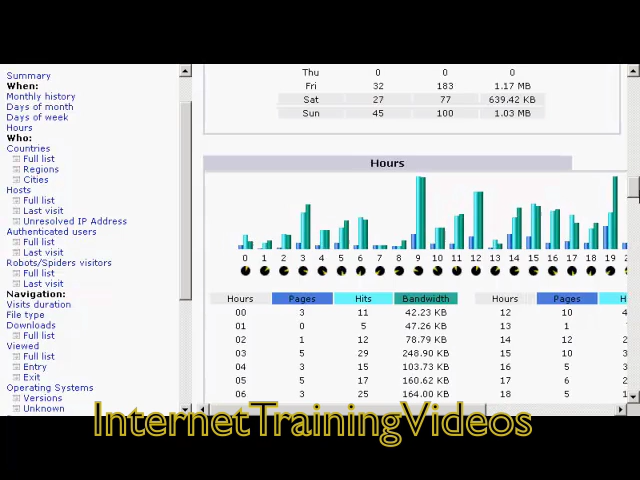 Summary
When:
Monthly history
Days of month
Days of week
Hours
Who:
Countries
Full list
Regions
Cities
Hosts
Full list
Last visit
Unresolved IP Address
Authenticated users
Full list
Last visit
Robots/Spiders visitors
Full list
Last visit
Navigation:
Visits duration
File type
Downloads
Full list
Viewed
Full list
Entry
Exit
Operating Systems
Versions
Unknown
Thu 0 0 0
Fri 32 183 1.17 MB
Sat 27 77 639.42 KB
Sun 45 100 1.03 MB
Hours
0 1 2 3 4 5 6 7 8 9 10 11 12 13 14 15 16 17 18 19 2
Hours Pages Hits Bandwidth Hours Pages H
00 3 11 42.23 KB 12 10 4
01 0 5 47.26 KB 13 1 7
02 1 12 78.79 KB 14 3
03 5 29 248.90 KB 15 10 3
04 3 15 103.73 KB 16 6
05 5 17 160.62 KB 17 5 2
06 3 25 164.00 KB 18 6
InternetTrainingVideos